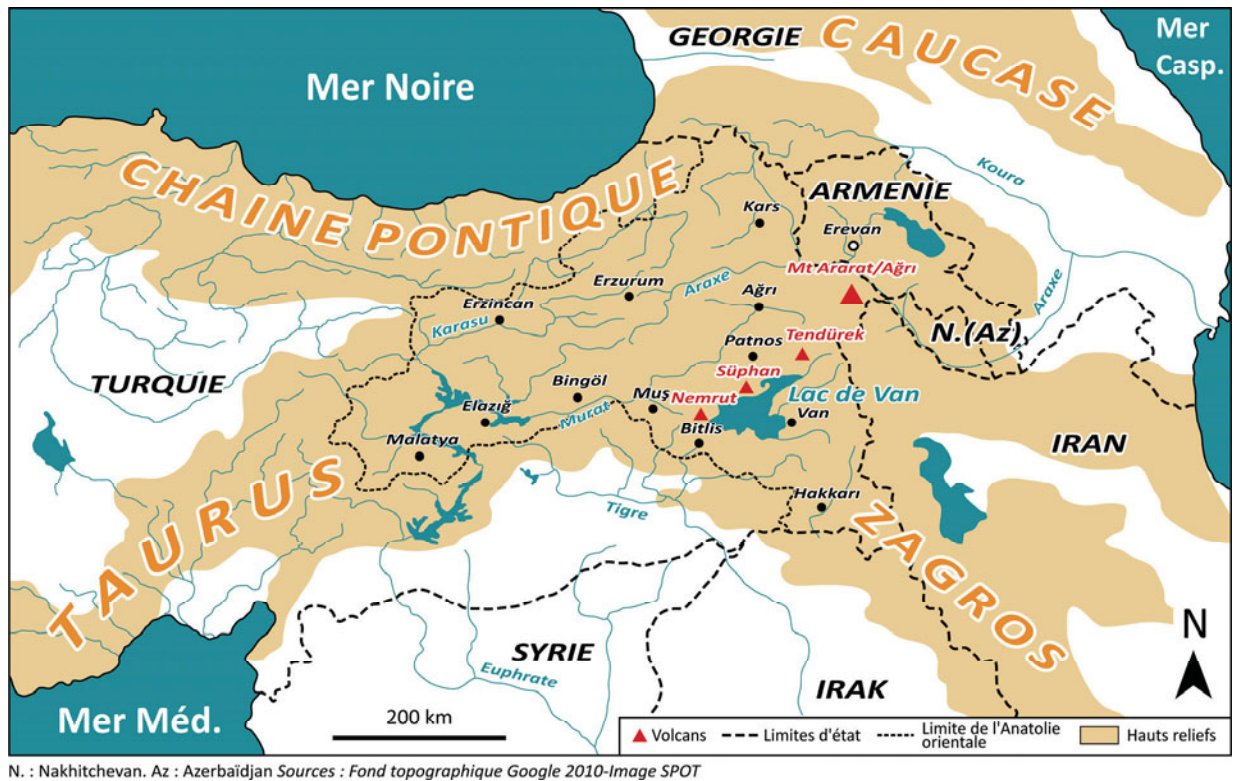 GEORGIE
CAUCASE
Mer
Casp.
Mer Noire
CHAINE PONTIQUE
Koura
ARMENIE
Kars
Erevan
Mt Ararat/Ağrı
Erzurum
Araxe
Ağrı
Araxe
Erzincan
Karasu
N.(Az)
Tendürek
Patnos
TURQUIE
Süphan
Bingöl
Muş
Nemrut
Lac de Van
Elazığ
Murat
Van
Bitlis
IRAN
Malatya
TAURUS
Hakkarı
Tigre
ZAGROS
N
SYRIE
Euphrate
IRAK
Mer Méd.
200 km
Volcans
Limites d'état
Limite de l'Anatolie
orientale
Hauts reliefs
N. : Nakhitchevan. Az : Azerbaïdjan Sources : Fond topographique Google 2010-Image SPOT